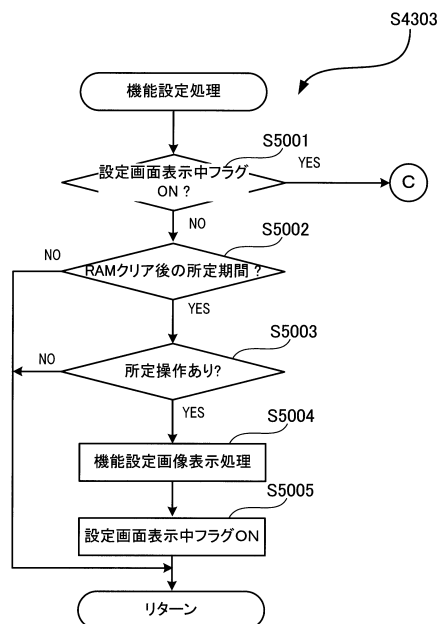 S4303
機能設定処理
S5001
設定画面表示中フラグ
ON?
YES
C
NO
S5002
NO
RAMクリア後の所定期間?
YES
S5003
NO
所定操作あり?
YES
S5004
機能設定画像表示処理
S5005
設定画面表示中フラグON
リターン